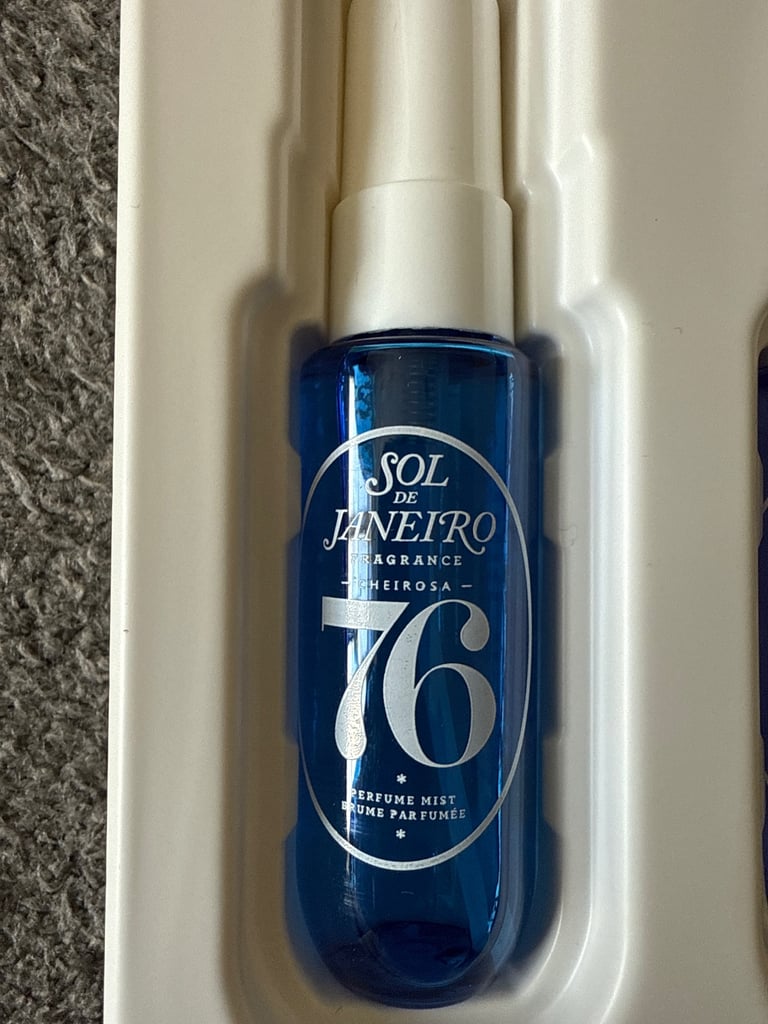 SOL
DE
JANEIRO
FRAGRANCE
– CHEIROSA –
76
*
PERFUME MIST
BRUME PARFUMÉE
*